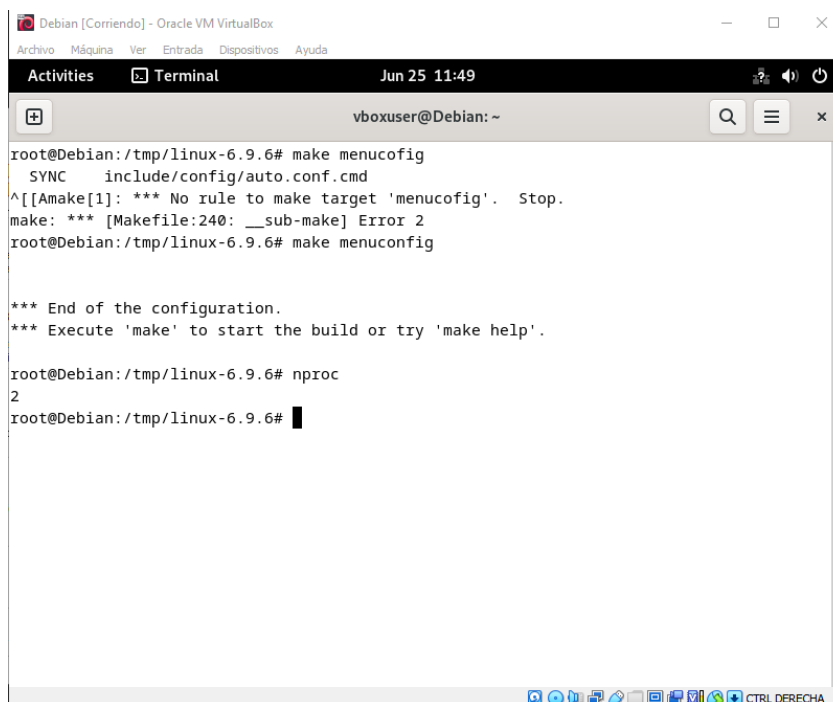 Debian [Corriendo] - Oracle VM VirtualBox
Archivo Máquina Ver Entrada Dispositivos Ayuda
Activities Terminal Jun 25 11:49
vboxuser@Debian: ~
root@Debian:/tmp/linux-6.9.6# make menucofig
  SYNC    include/config/auto.conf.cmd
^[[Amake[1]: *** No rule to make target 'menucofig'.  Stop.
make: *** [Makefile:240: __sub-make] Error 2
root@Debian:/tmp/linux-6.9.6# make menuconfig
*** End of the configuration.
*** Execute 'make' to start the build or try 'make help'.
root@Debian:/tmp/linux-6.9.6# nproc
2
root@Debian:/tmp/linux-6.9.6#
CTRL DERECHA